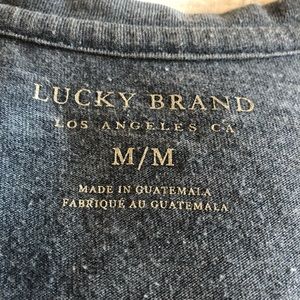 LUCKY BRAND
LOS ANGELES CA
M/M
MADE IN GUATEMALA
FABRIQUÉ AU GUATEMALA